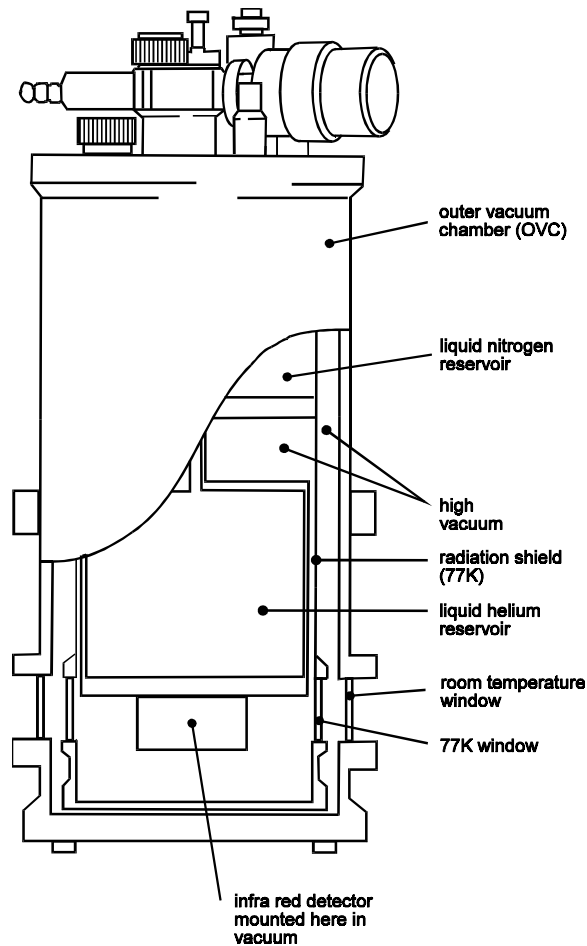 outer vacuum
chamber (OVC)
liquid nitrogen
reservoir
high
vacuum
radiation shield
(77K)
liquid helium
reservoir
room temperature
window
77K window
infra red detector
mounted here in
vacuum